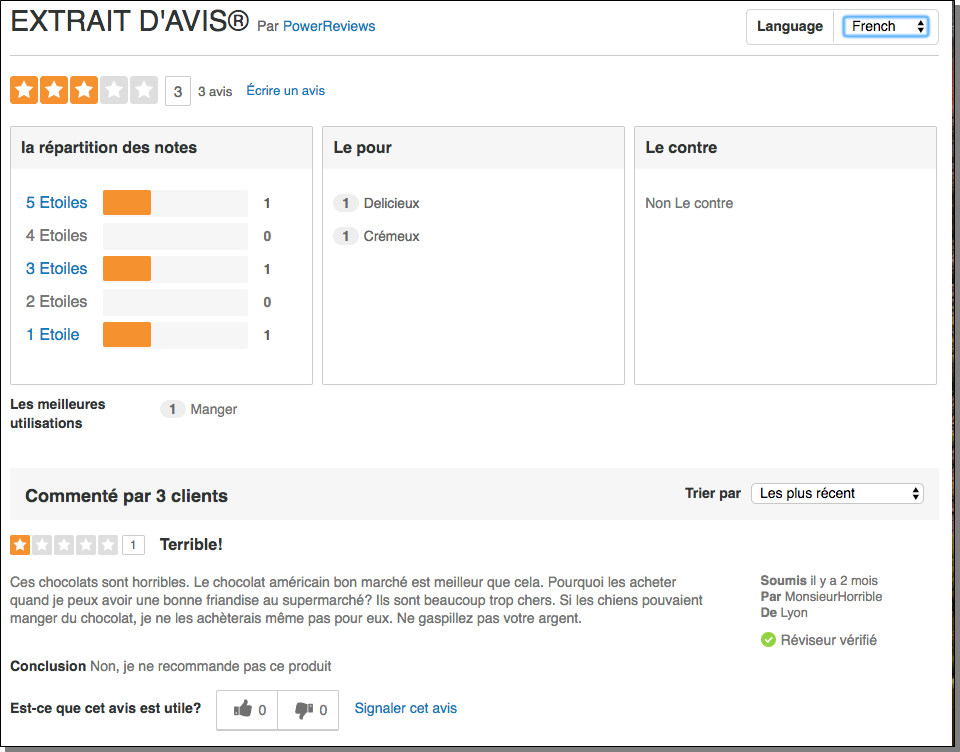 EXTRAIT D'AVIS® Par PowerReviews
Language French
3 3 avis Écrire un avis
la répartition des notes
5 Etoiles 1
4 Etoiles 0
3 Etoiles 1
2 Etoiles 0
1 Etoile 1
Le pour
1 Delicieux
1 Crémeux
Le contre
Non Le contre
Les meilleures
utilisations
1 Manger
Commenté par 3 clients
Trier par Les plus récent
1 Terrible!
Ces chocolats sont horribles. Le chocolat américain bon marché est meilleur que cela. Pourquoi les acheter
quand je peux avoir une bonne friandise au supermarché? Ils sont beaucoup trop chers. Si les chiens pouvaient
manger du chocolat, je ne les achèterais même pas pour eux. Ne gaspillez pas votre argent.
Soumis il y a 2 mois
Par MonsieurHorrible
De Lyon
Réviseur vérifié
Conclusion Non, je ne recommande pas ce produit
Est-ce que cet avis est utile? 0 0 Signaler cet avis